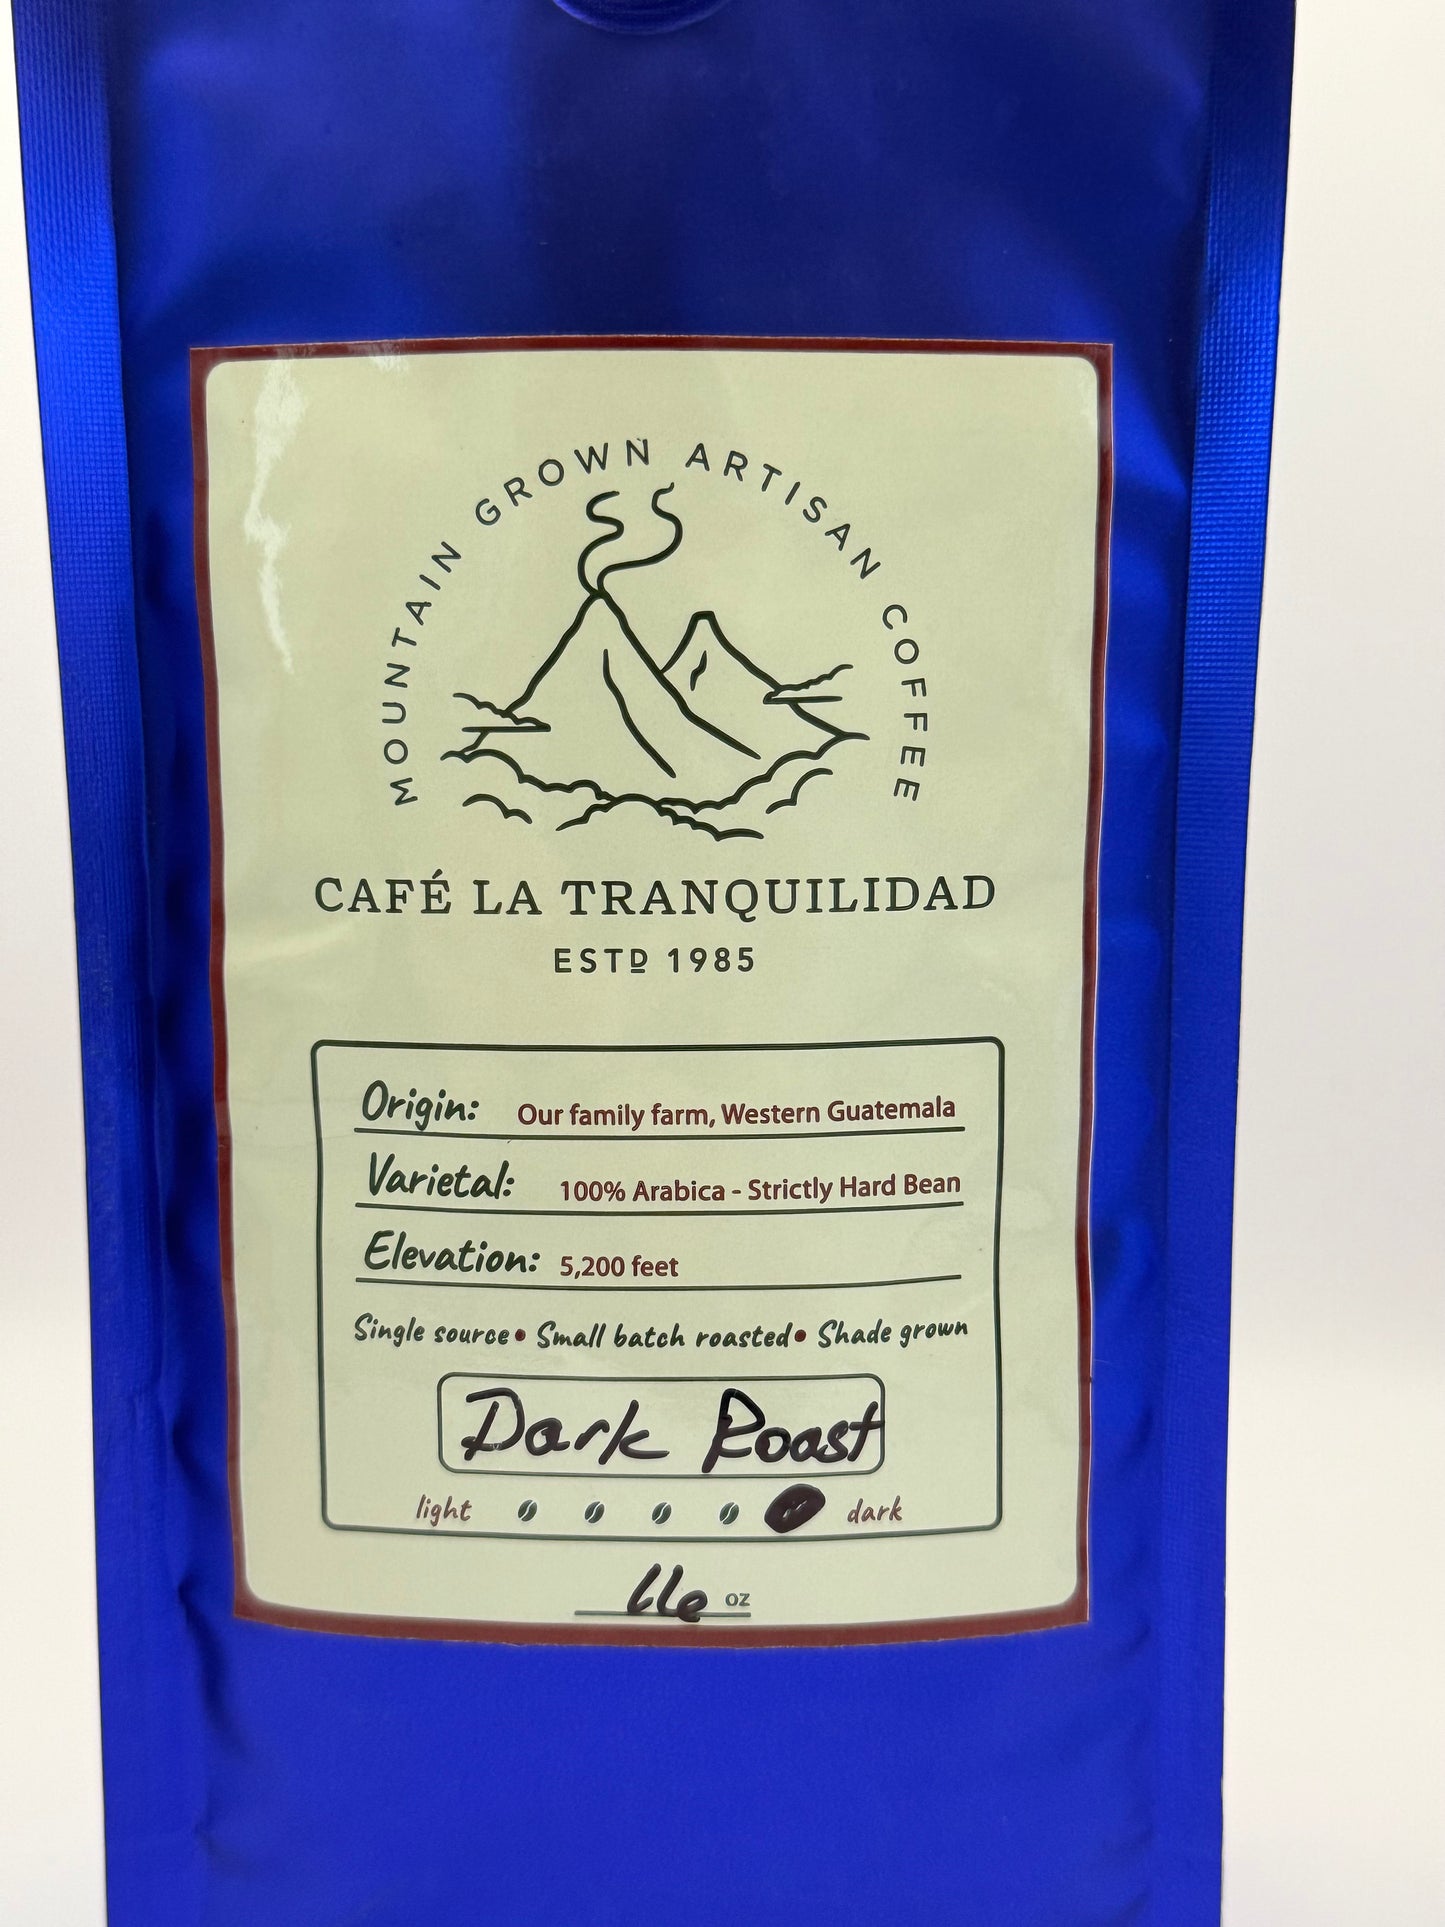 MOUNTAIN GROWN ARTISAN COFFEE
CAFÉ LA TRANQUILIDAD
ESTD 1985
Origin: Our family farm, Western Guatemala
Varietal: 100% Arabica - Strictly Hard Bean
Elevation: 5,200 feet
Single source • Small batch roasted • Shade grown
Dark Roast
light dark
oz